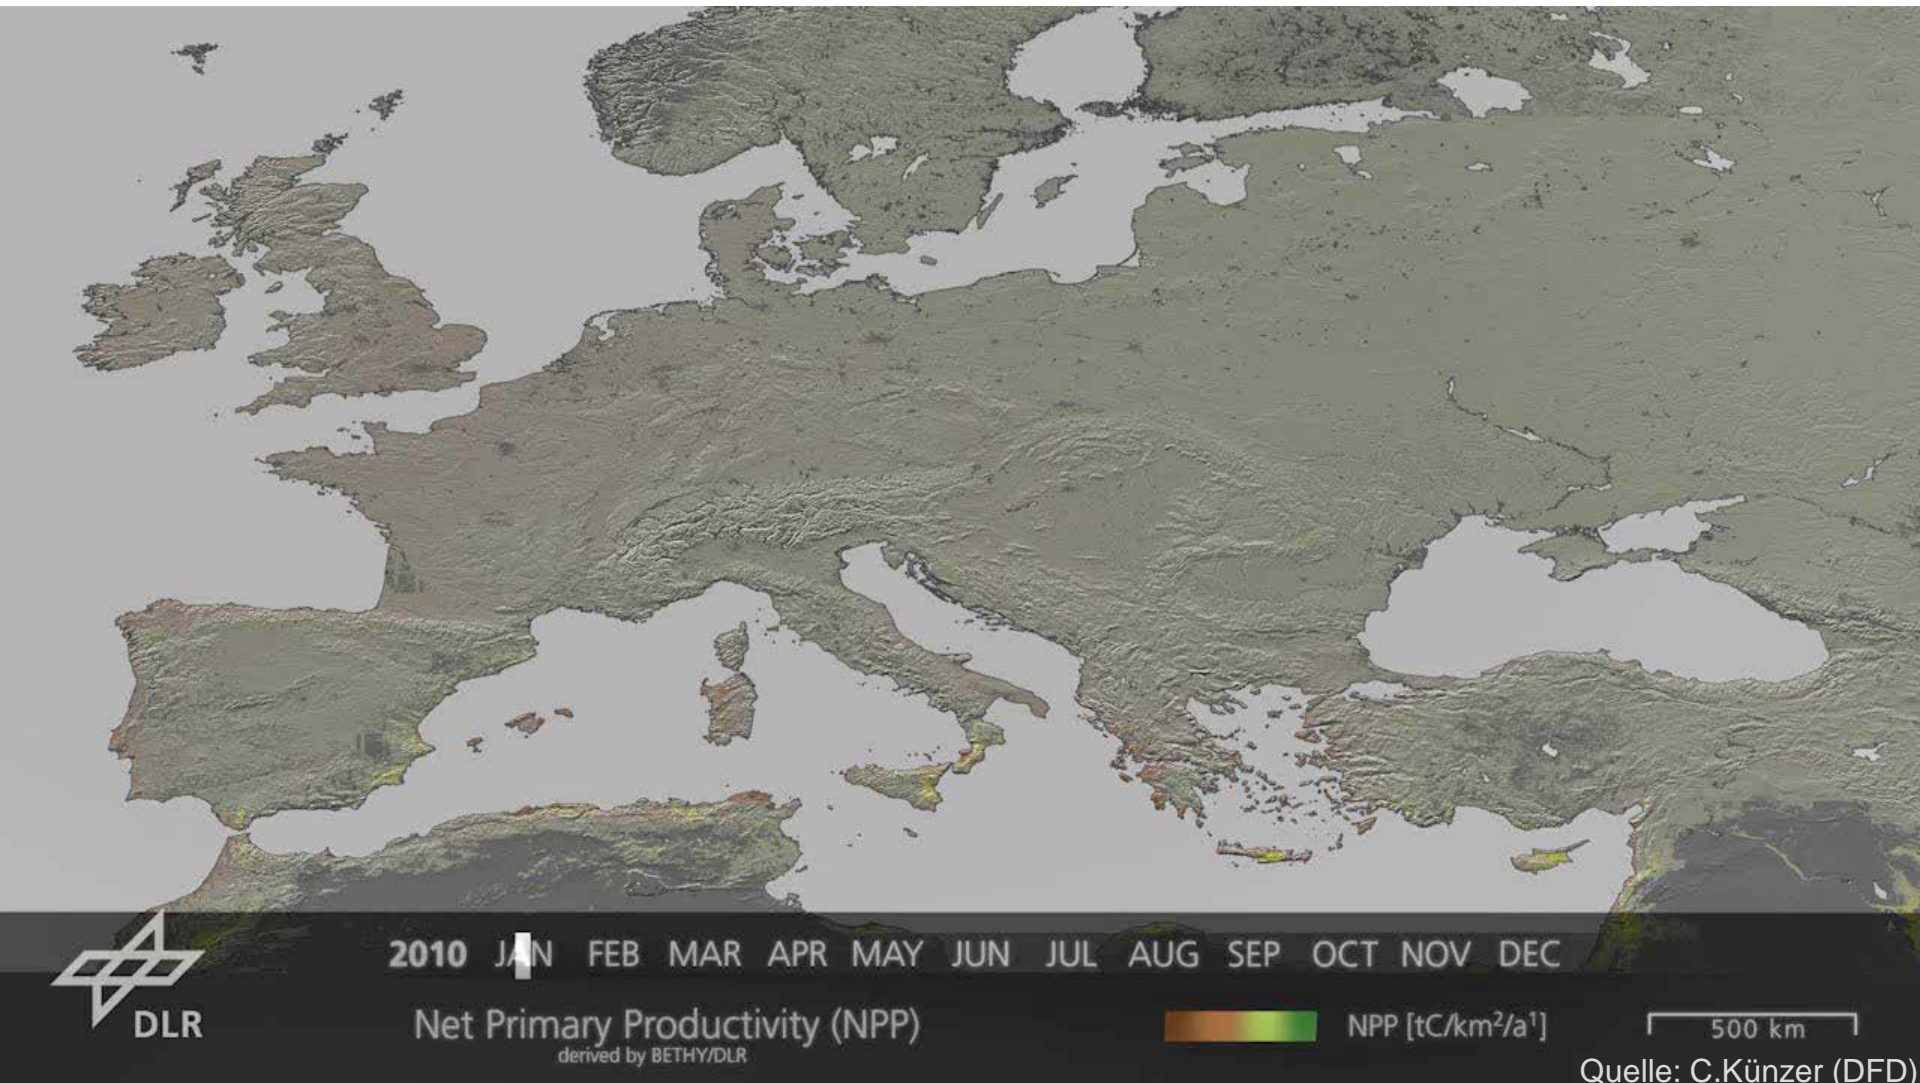 2010 JAN FEB MAR APR MAY JUN JUL AUG SEP OCT NOV DEC
DLR
Net Primary Productivity (NPP)
derived by BETHY/DLR
NPP [tC/km²/a¹]
500 km
Quelle: C.Künzer (DFD)